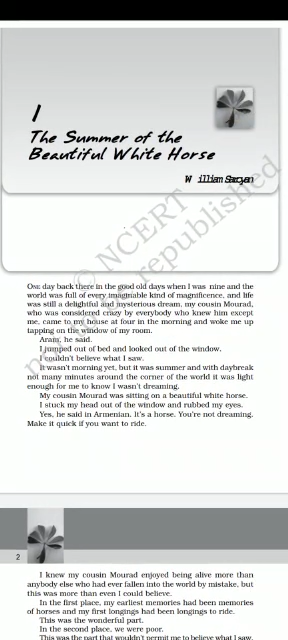 1
The Summer of the
Beautiful White Horse
William Saroyan
© NCERT
not to be republished
ONE day back there in the good old days when I was nine and the
world was full of every imaginable kind of magnificence, and life
was still a delightful and mysterious dream, my cousin Mourad,
who was considered crazy by everybody who knew him except
me, came to my house at four in the morning and woke me up
tapping on the window of my room.
Aram, he said.
I jumped out of bed and looked out of the window.
I couldn't believe what I saw.
It wasn't morning yet, but it was summer and with daybreak
not many minutes around the corner of the world it was light
enough for me to know I wasn't dreaming.
My cousin Mourad was sitting on a beautiful white horse.
I stuck my head out of the window and rubbed my eyes.
Yes, he said in Armenian. It's a horse. You're not dreaming.
Make it quick if you want to ride.
2
I knew my cousin Mourad enjoyed being alive more than
anybody else who had ever fallen into the world by mistake, but
this was more than even I could believe.
In the first place, my earliest memories had been memories
of horses and my first longings had been longings to ride.
This was the wonderful part.
In the second place, we were poor.
This was the part that wouldn't permit me to believe what I saw.